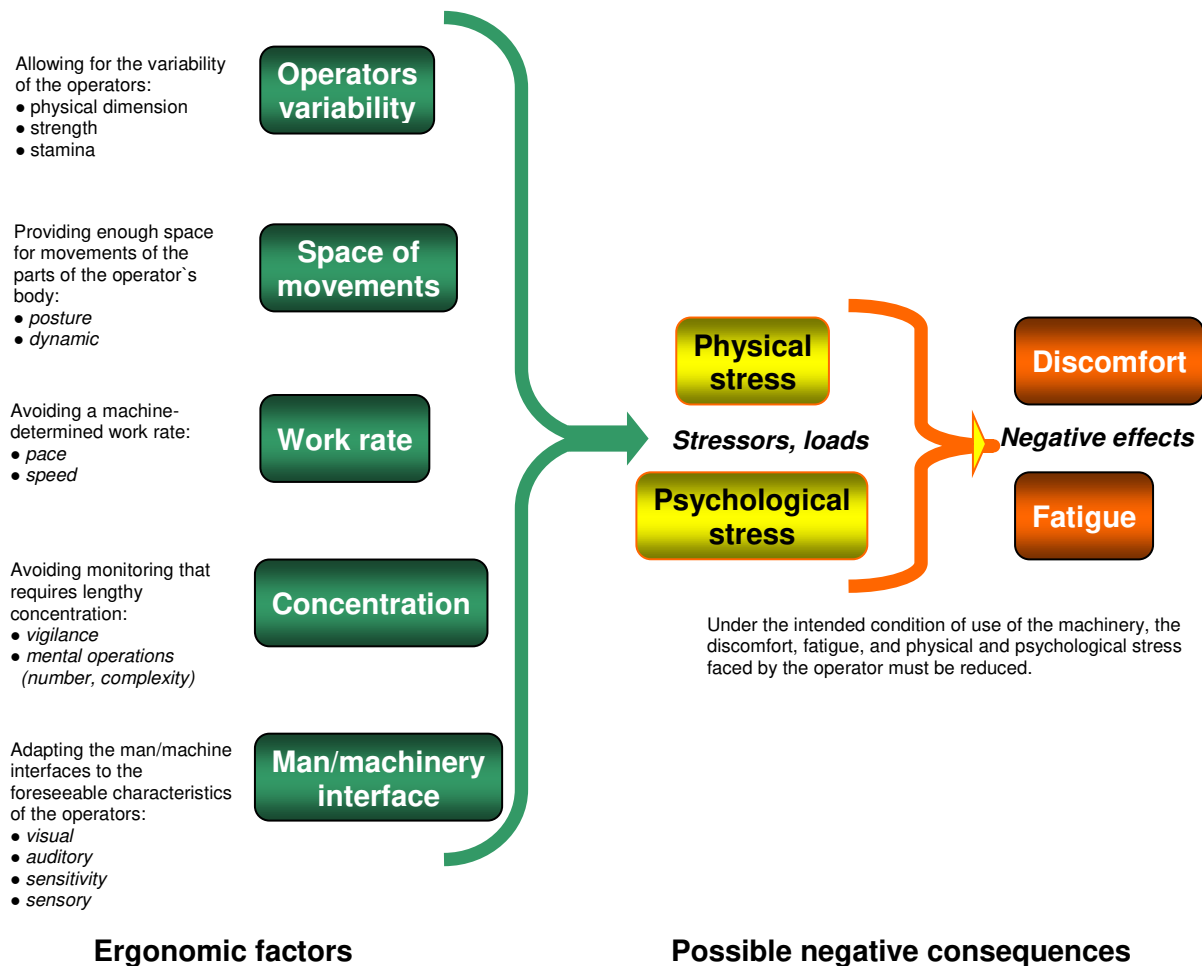 Allowing for the variability
of the operators:
● physical dimension
● strength
● stamina
Operators
variability
Providing enough space
for movements of the
parts of the operator`s
body:
● posture
● dynamic
Space of
movements
Avoiding a machine-
determined work rate:
● pace
● speed
Work rate
Avoiding monitoring that
requires lengthy
concentration:
● vigilance
● mental operations
(number, complexity)
Concentration
Adapting the man/machine
interfaces to the
foreseeable characteristics
of the operators:
● visual
● auditory
● sensitivity
● sensory
Man/machinery
interface
Physical
stress
Stressors, loads
Psychological
stress
Discomfort
Negative effects
Fatigue
Under the intended condition of use of the machinery, the
discomfort, fatigue, and physical and psychological stress
faced by the operator must be reduced.
Ergonomic factors
Possible negative consequences